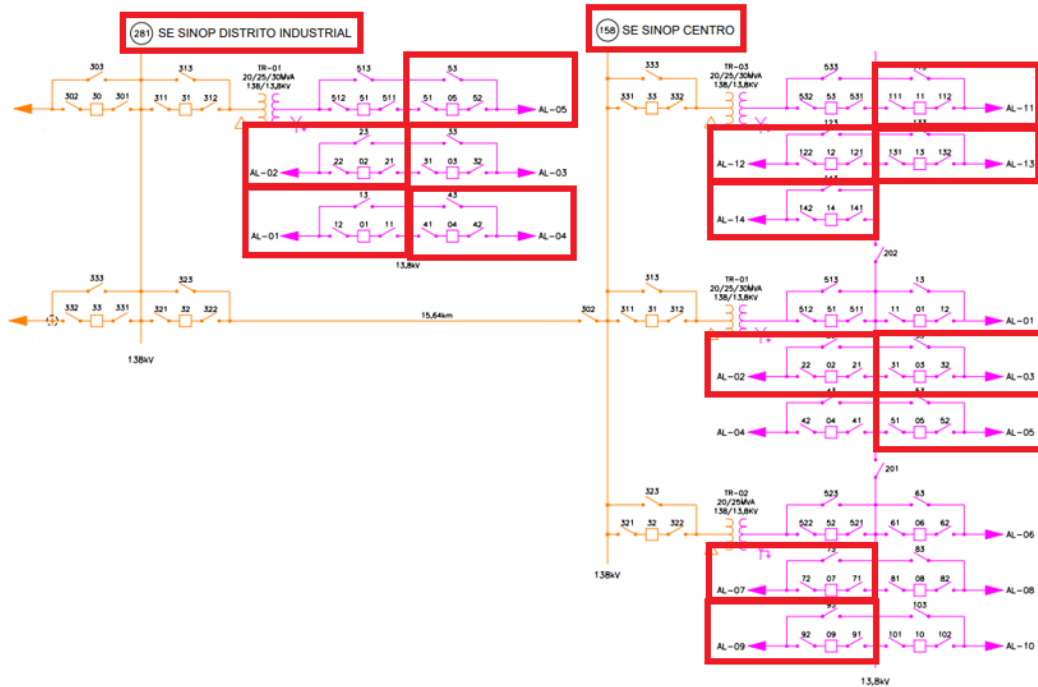 281 SE SINOP DISTRITO INDUSTRIAL
158 SE SINOP CENTRO
303 313
TR-01
20/25/30MVA
138/13,8KV
513 53
302 30 301 311 31 312
512 51 511 51 05 52 AL-05
23 33
AL-02 22 02 21 31 03 32 AL-03
13 43
AL-01 12 01 11 41 04 42 AL-04
13,8kV
333 323
332 33 331 321 32 322
15,64km
302
138kV
333
TR-03
20/25/30MVA
138/13,8KV
533
331 33 332
532 53 531 111 11 112 AL-11
123
AL-12 122 12 121 131 13 132 AL-13
AL-14 142 14 141
202
313
TR-01
20/25/30MVA
138/13,8KV
513 13
311 31 312
512 51 511 11 01 12 AL-01
AL-02 22 02 21 31 03 32 AL-03
AL-04 42 04 41 51 05 52 AL-05
201
323
TR-02
20/25MVA
138/13,8KV
523 63
321 32 322
522 52 521 61 06 62 AL-06
73 83
138kV
AL-07 72 07 71 81 08 82 AL-08
93 103
AL-09 92 09 91 101 10 102 AL-10
13,8kV